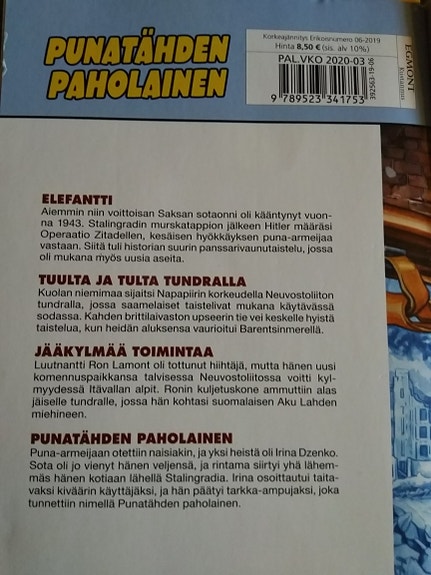 PUNATÄHDEN
PAHOLAINEN
Korkeajännitys Erikoisnumero 06-2019
Hinta 8,50 € (sis. alv 10%)
PAL.VKO 2020-03
9 789523 341753
392563-19-06
EGMONT
Kustannus
ELEFANTTI
Aiemmin niin voittoisan Saksan sotaonni oli kääntynyt vuon-
na 1943. Stalingradin murskatappion jälkeen Hitler määräsi
Operaatio Zitadellen, kesäisen hyökkäyksen puna-armeijaa
vastaan. Siitä tuli historian suurin panssarivaunutaistelu, jossa
oli mukana myös uusia aseita.
TUULTA JA TULTA TUNDRALLA
Kuolan niemimaa sijaitsi Napapiirin korkeudella Neuvostoliiton
tundralla, jossa saamelaiset taistelivat mukana käytävässä
sodassa. Kahden brittilaivaston upseerin tie vei keskelle hyistä
taistelua, kun heidän aluksensa vaurioitui Barentsinmerellä.
JÄÄKYLMÄÄ TOIMINTAA
Luutnantti Ron Lamont oli tottunut hiihtäjä, mutta hänen uusi
komennuspaikkansa talvisessa Neuvostoliitossa voitti kyl-
myydessä Itävallan alpit. Ronin kuljetuskone ammuttiin alas
jäiselle tundralle, jossa hän kohtasi suomalaisen Aku Lahden
miehineen.
PUNATÄHDEN PAHOLAINEN
Puna-armeijaan otettiin naisiakin, ja yksi heistä oli Irina Dzenko.
Sota oli jo vienyt hänen veljensä, ja rintama siirtyi yhä lähem-
mäs hänen kotiaan lähellä Stalingradia. Irina osoittautui taita-
vaksi kiväärin käyttäjäksi, ja hän päätyi tarkka-ampujaksi, joka
tunnettiin nimellä Punatähden paholainen.